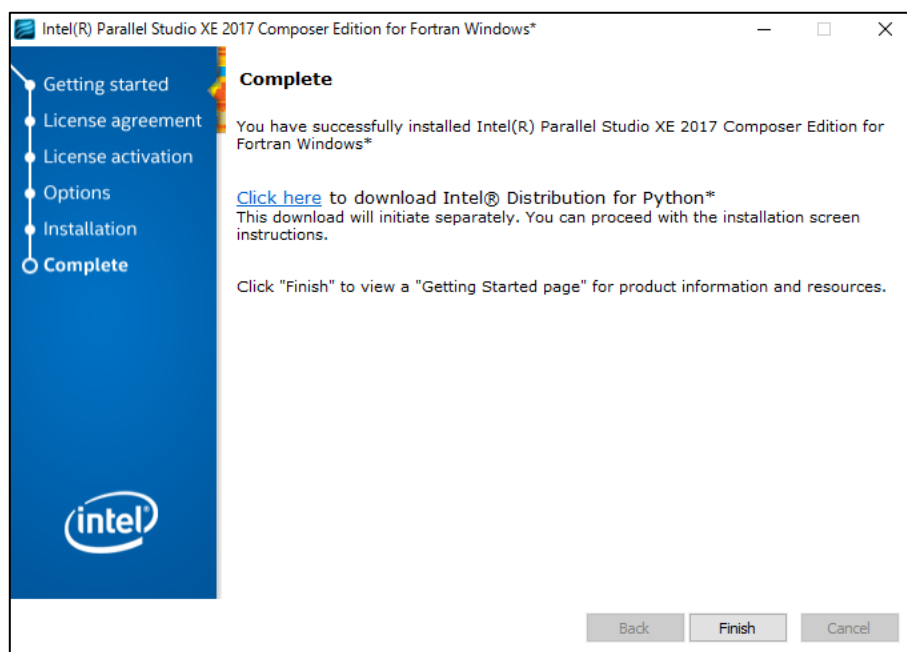 Intel(R) Parallel Studio XE 2017 Composer Edition for Fortran Windows*
Getting started
License agreement
License activation
Options
Installation
Complete
Complete
You have successfully installed Intel(R) Parallel Studio XE 2017 Composer Edition for
Fortran Windows*
Click here to download Intel® Distribution for Python*
This download will initiate separately. You can proceed with the installation screen
instructions.
Click "Finish" to view a "Getting Started page" for product information and resources.
intel®
Back
Finish
Cancel